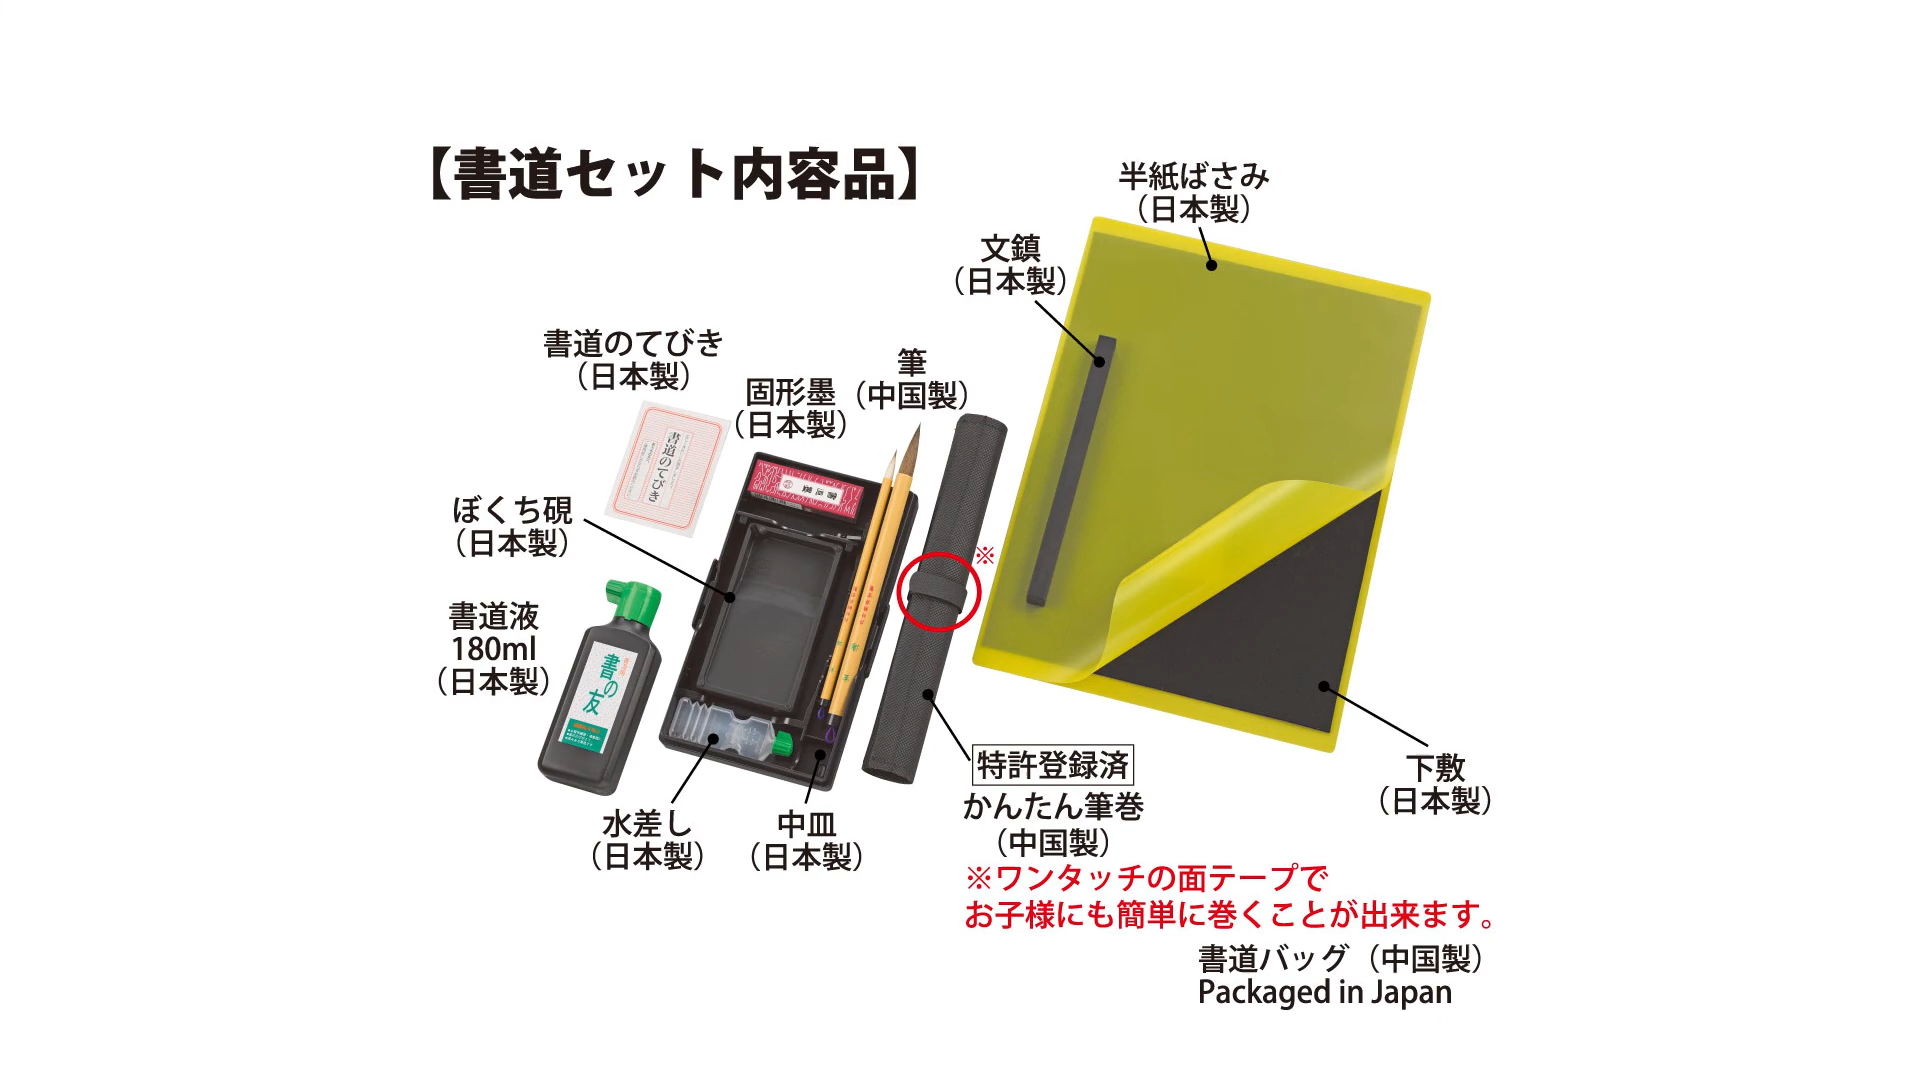 【書道セット内容品】
半紙ばさみ
（日本製）
文鎮
（日本製）
書道のてびき
（日本製）
固形墨
（日本製）
筆
（中国製）
書道のてびき
ぼくち硯
（日本製）
※
書道液
180ml
（日本製）
書の友
水差し
（日本製）
中皿
（日本製）
特許登録済
かんたん筆巻
（中国製）
下敷
（日本製）
※ワンタッチの面テープで
お子様にも簡単に巻くことが出来ます。
書道バッグ（中国製）
Packaged in Japan